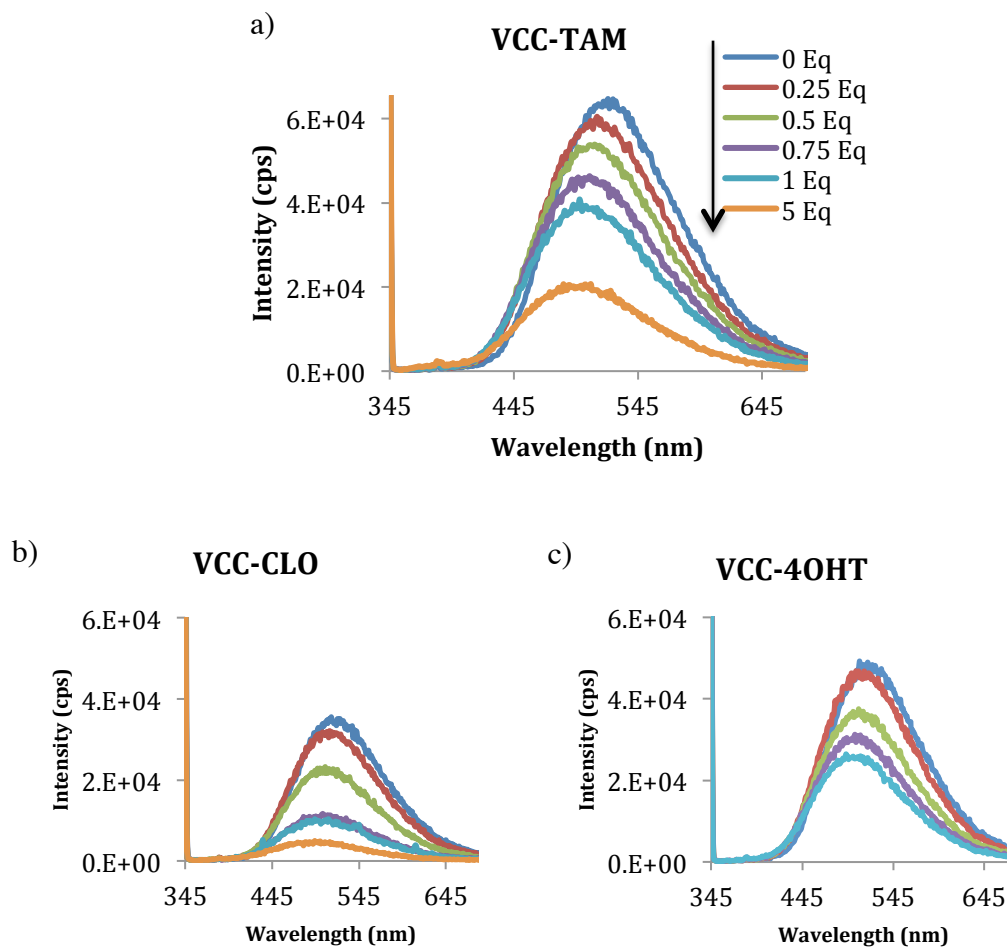 a)
VCC-TAM
0 Eq
0.25 Eq
0.5 Eq
0.75 Eq
1 Eq
5 Eq
6.E+04
4.E+04
2.E+04
0.E+00
Intensity (cps)
345 445 545 645
Wavelength (nm)
b)
VCC-CLO
6.E+04
4.E+04
2.E+04
0.E+00
Intensity (cps)
345 445 545 645
Wavelength (nm)
c)
VCC-4OHT
6.E+04
4.E+04
2.E+04
0.E+00
Intensity (cps)
345 445 545 645
Wavelength (nm)